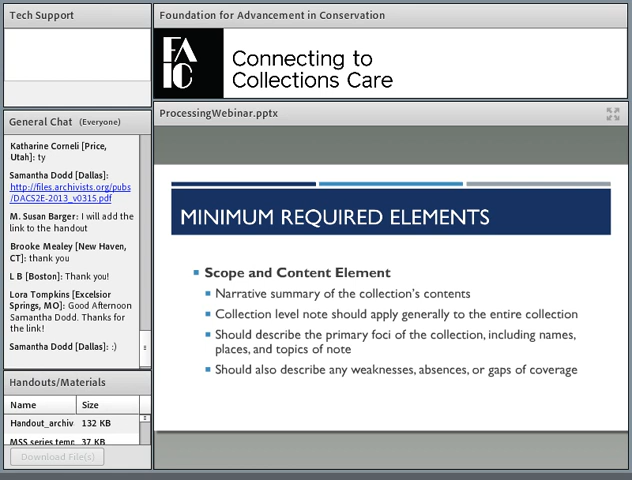 Tech Support
Foundation for Advancement in Conservation
FAIC
Connecting to
Collections Care
General Chat (Everyone)
Katharine Corneli [Price,
Utah]: ty
Samantha Dodd [Dallas]:
http://files.archivists.org/pubs
/DACS2E-2013_v0315.pdf
M. Susan Barger: I will add the
link to the handout
Brooke Mealey [New Haven,
CT]: thank you
L B [Boston]: Thank you!
Lora Tompkins [Excelsior
Springs, MO]: Good Afternoon
Samantha Dodd. Thanks for
the link!
Samantha Dodd [Dallas]: :)
Handouts/Materials
Name Size
Handout_archiv 132 KB
MSS series temp 37 KB
Download File(s)
ProcessingWebinar.pptx
MINIMUM REQUIRED ELEMENTS
Scope and Content Element
Narrative summary of the collection's contents
Collection level note should apply generally to the entire collection
Should describe the primary foci of the collection, including names,
places, and topics of note
Should also describe any weaknesses, absences, or gaps of coverage